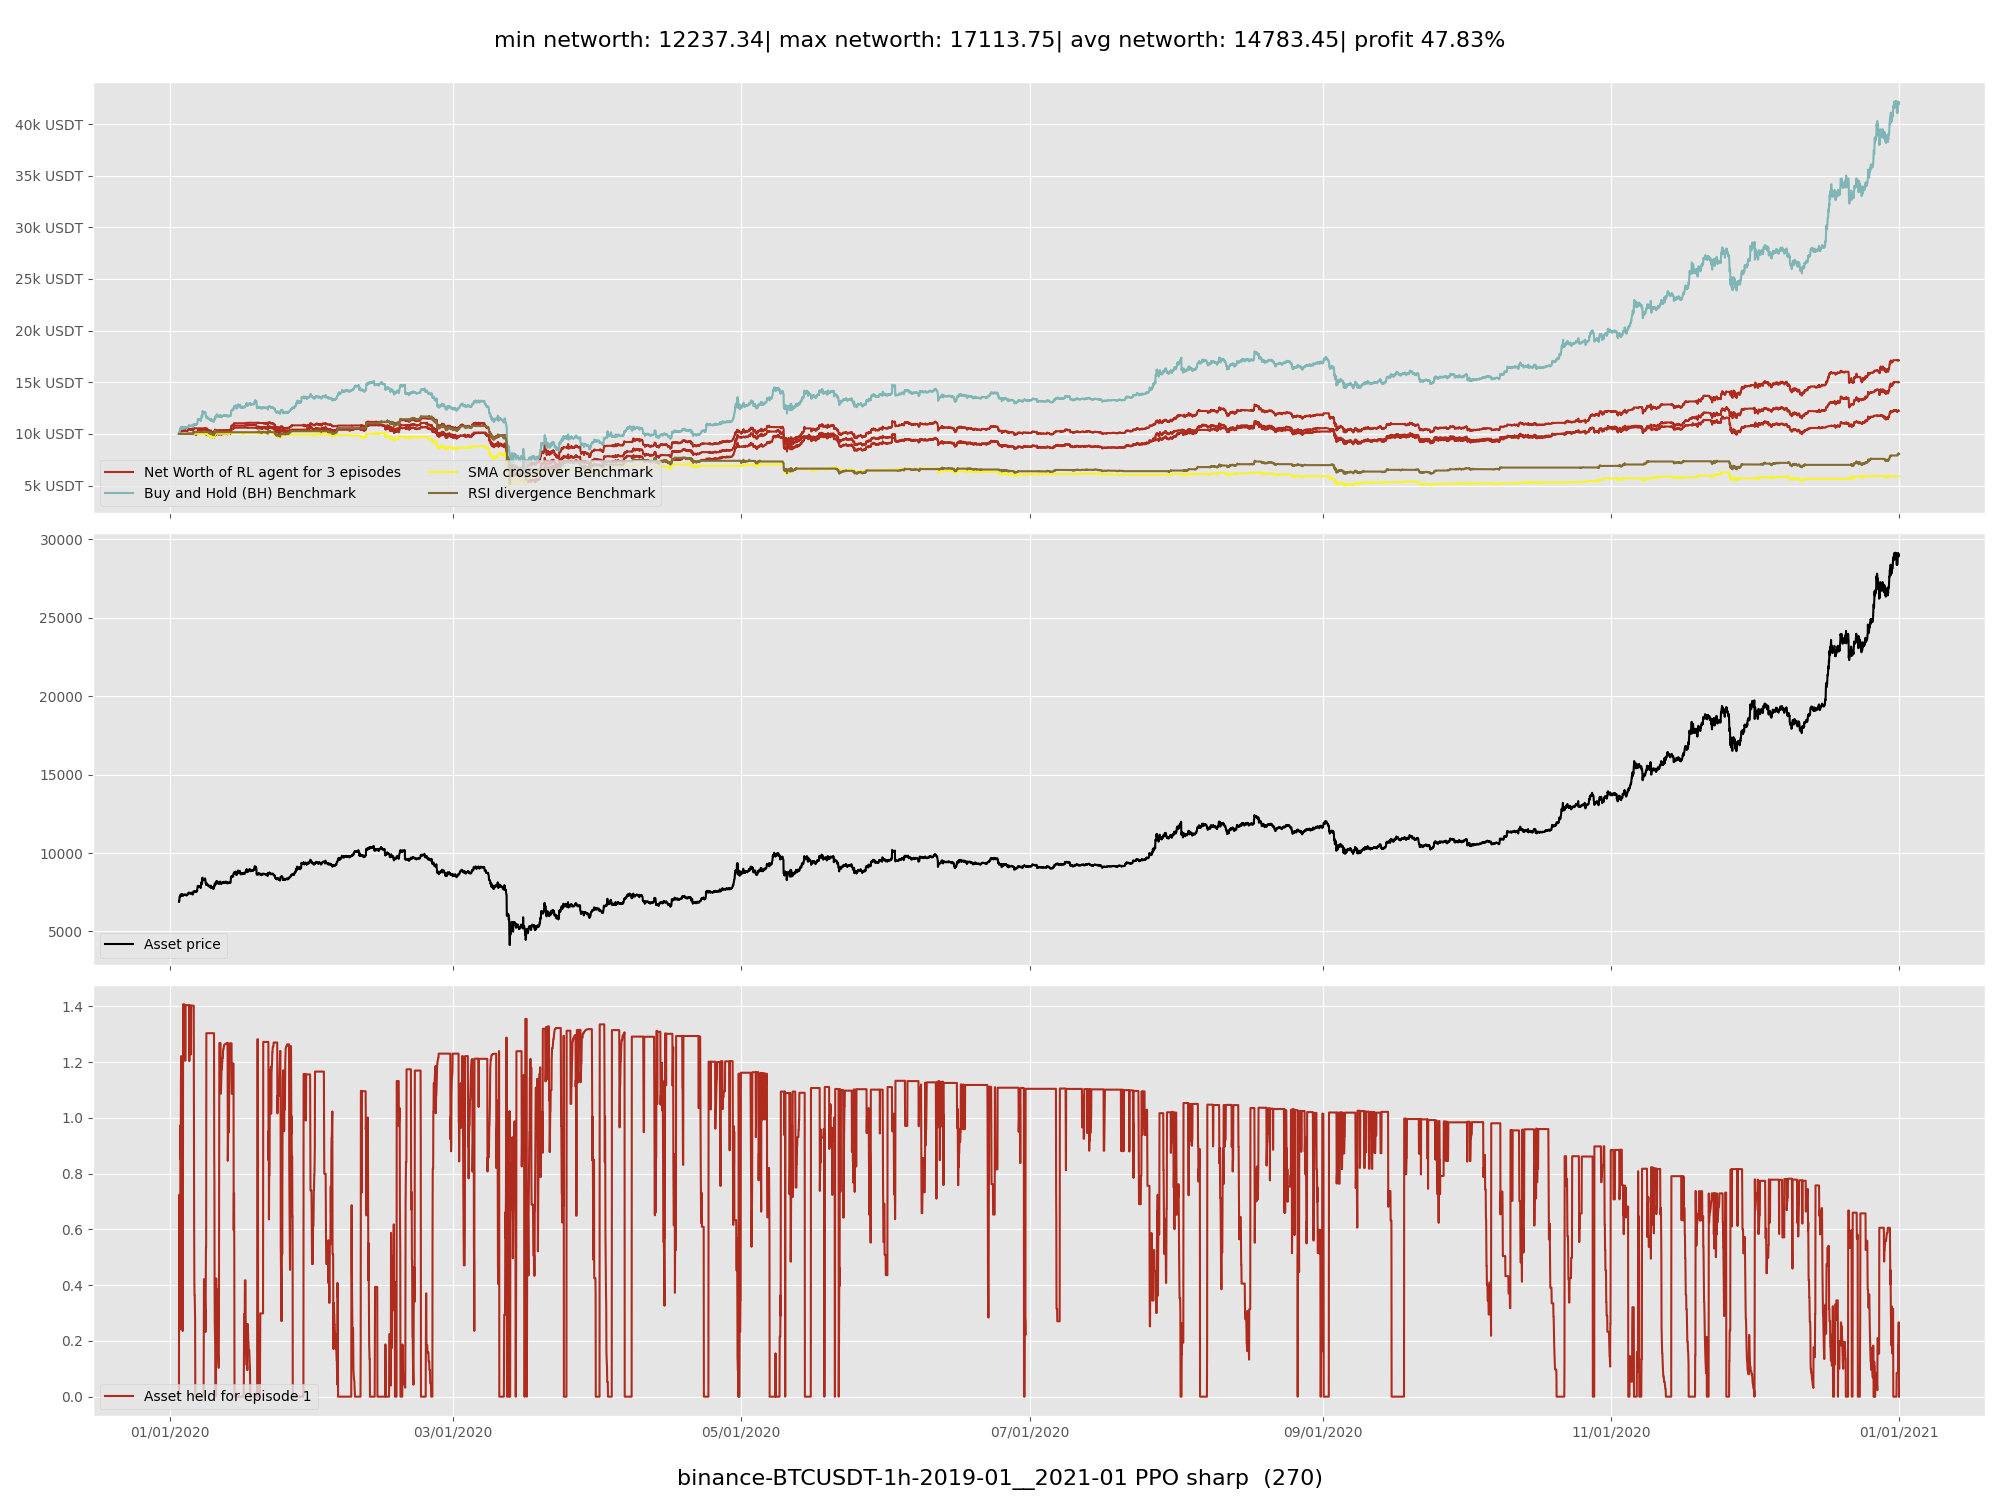 min networth: 12237.34| max networth: 17113.75| avg networth: 14783.45| profit 47.83%
40k USDT
35k USDT
30k USDT
25k USDT
20k USDT
15k USDT
10k USDT
5k USDT
Net Worth of RL agent for 3 episodes
Buy and Hold (BH) Benchmark
SMA crossover Benchmark
RSI divergence Benchmark
30000
25000
20000
15000
10000
5000
Asset price
1.4
1.2
1.0
0.8
0.6
0.4
0.2
0.0
Asset held for episode 1
01/01/2020 03/01/2020 05/01/2020 07/01/2020 09/01/2020 11/01/2020 01/01/2021
binance-BTCUSDT-1h-2019-01__2021-01 PPO sharp  (270)